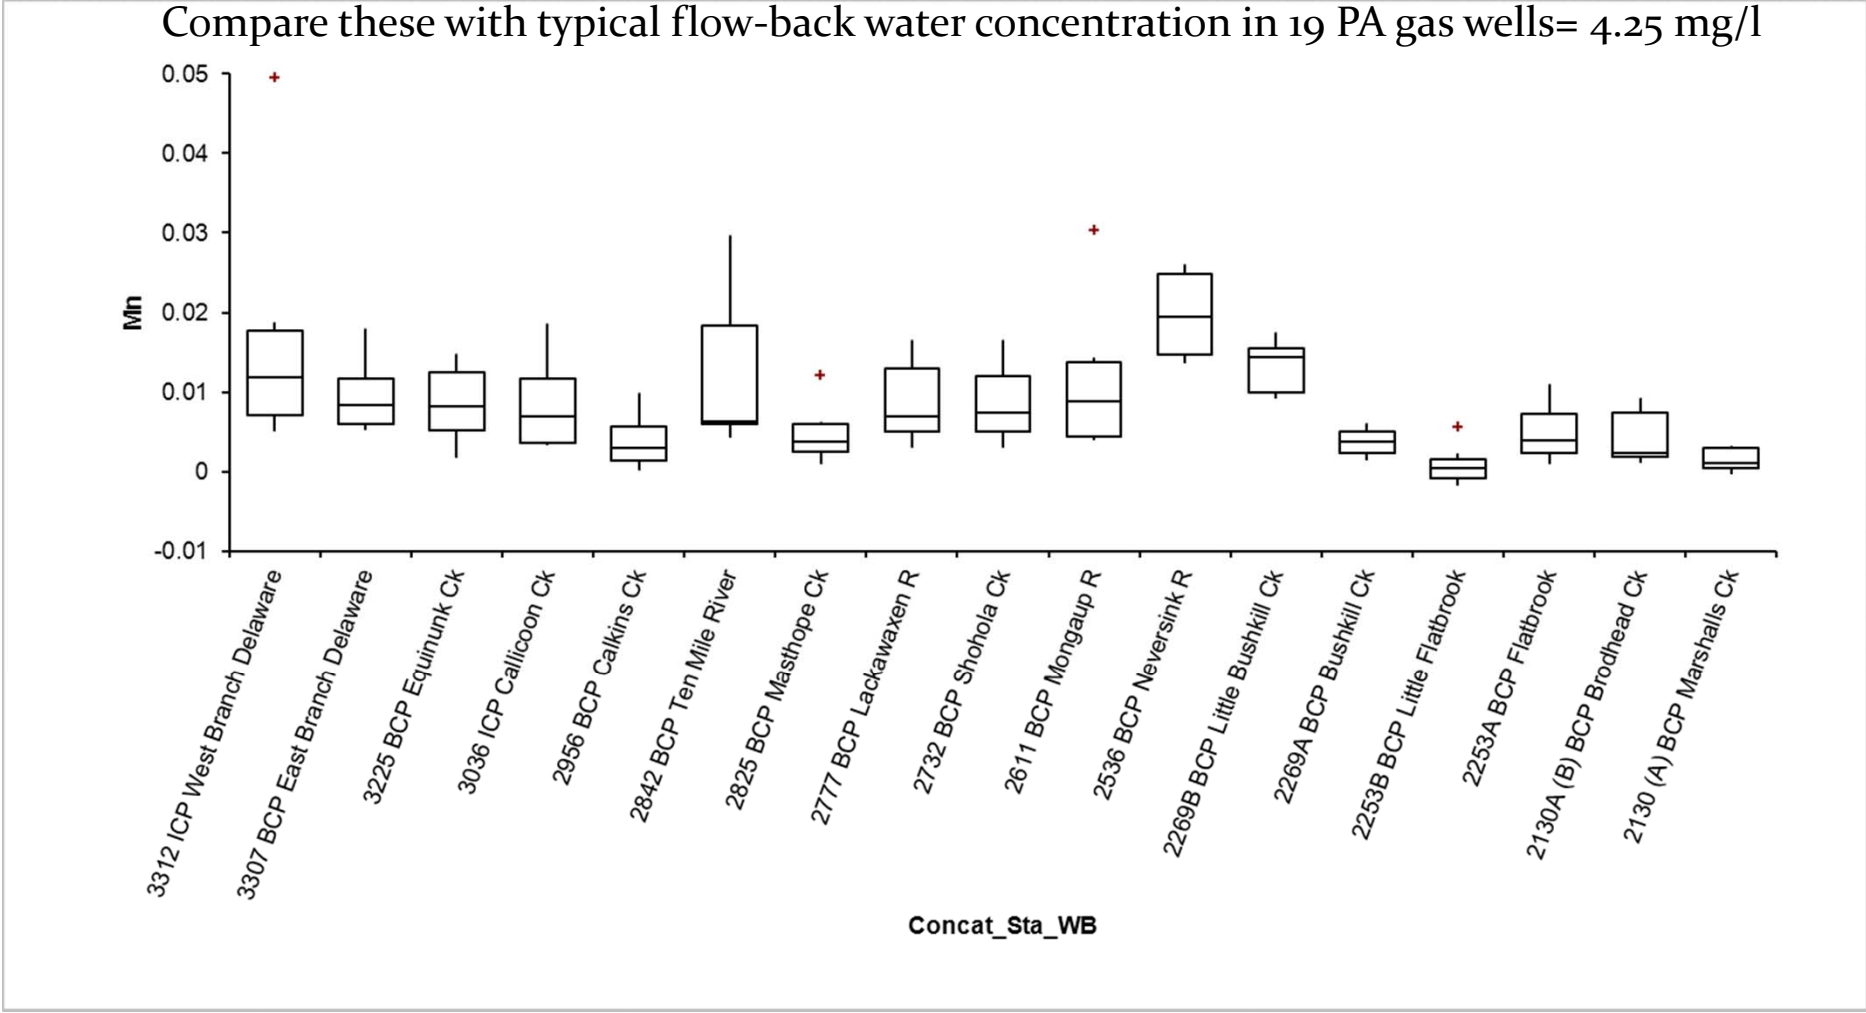 Compare these with typical flow-back water concentration in 19 PA gas wells= 4.25 mg/l
0.05
0.04
0.03
0.02
0.01
0
-0.01
Mn
3312 ICP West Branch Delaware
3307 BCP East Branch Delaware
3225 BCP Equinunk Ck
3036 ICP Callicoon Ck
2956 BCP Calkins Ck
2842 BCP Ten Mile River
2825 BCP Masthope Ck
2777 BCP Lackawaxen R
2732 BCP Shohola Ck
2611 BCP Mongaup R
2536 BCP Neversink R
2269B BCP Little Bushkill Ck
2269A BCP Bushkill Ck
2253B BCP Little Flatbrook
2253A BCP Flatbrook
2130A (B) BCP Brodhead Ck
2130 (A) BCP Marshalls Ck
Concat_Sta_WB